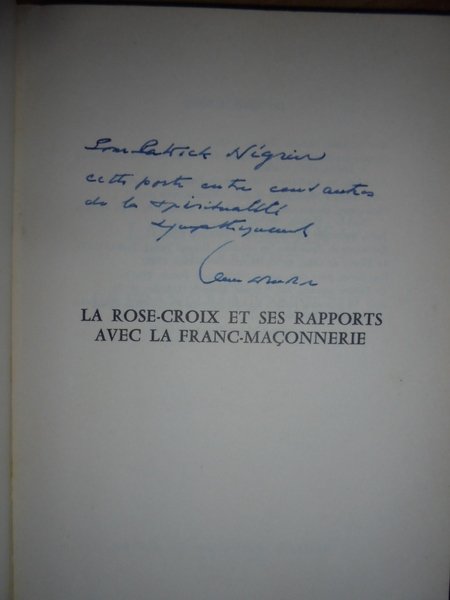 Pour Patrick Négrier
cette porte entre cent autres
de la spiritualité
sympathiquement
LA ROSE-CROIX ET SES RAPPORTS
AVEC LA FRANC-MAÇONNERIE